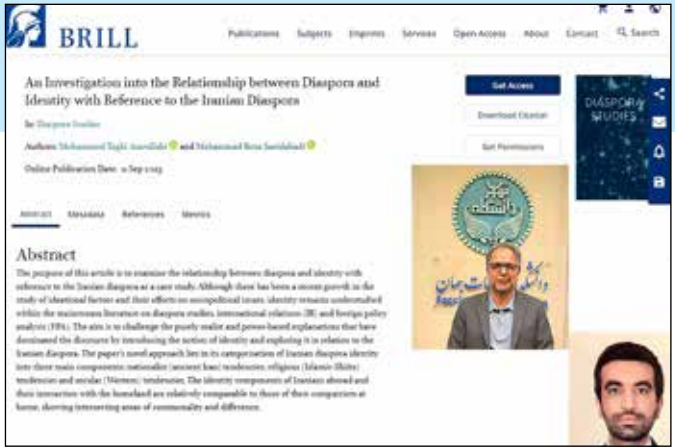 BRILL
Publications Subjects Imprints Services Open Access About Contact Search
An Investigation into the Relationship between Diaspora and
Identity with Reference to the Iranian Diaspora
In: Diaspora Studies
Authors: Mohammad Taghi and Mohammad Reza Saeidabadi
Online Publication Date: Sep 2023
Get Access
Download Citation
Get Permissions
DIASPORA
STUDIES
Abstract Metadata References Metrics
Abstract
The purpose of this article is to examine the relationship between diaspora and identity with
reference to the Iranian diaspora as a case study. Although there has been a recent growth in the
study of ideational factors and their effects on sociopolitical issues, identity remains understudied
within the mainstream literature on diaspora studies, international relations (IR) and foreign policy
analysis (FPA). The aim is to challenge the purely realist and power-based explanations that have
dominated the discourse by introducing the notion of identity and exploring it in relation to the
Iranian diaspora. The paper's novel approach lies in its categorisation of Iranian diaspora identity
into three main components: nationalist (ancient Iran) tendencies, religious (Islamic-Shiite)
tendencies and secular (Western) tendencies. The identity components of Iranians abroad and
their interaction with the homeland are relatively comparable to those of their compatriots at
home, showing intersecting areas of commonality and difference.
جهان